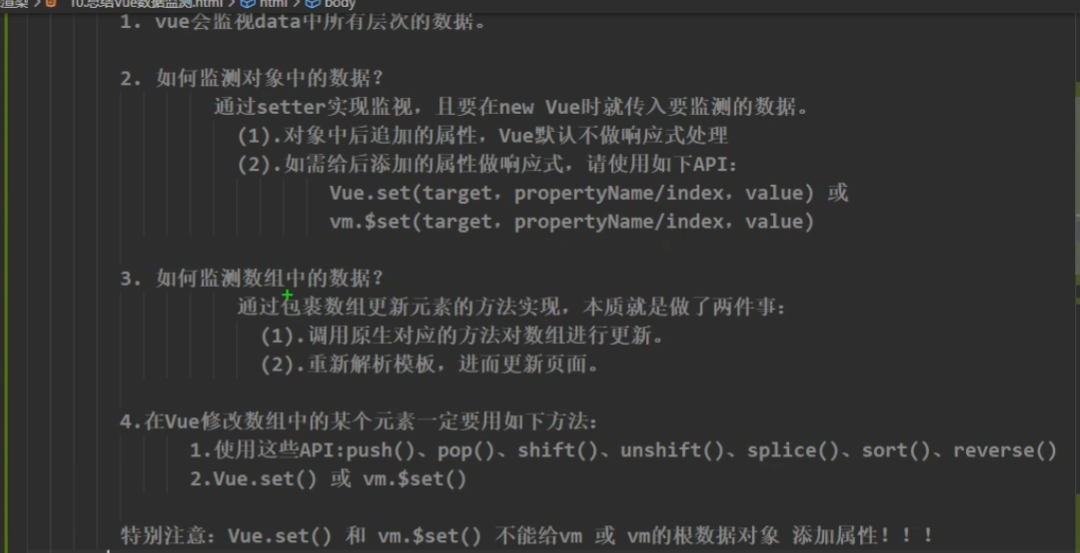 渲染 > 10.总结Vue数据监测.html > html > body
1. vue会监视data中所有层次的数据。
2. 如何监测对象中的数据?
通过setter实现监视，且要在new Vue时就传入要监测的数据。
(1).对象中后追加的属性，Vue默认不做响应式处理
(2).如需给后添加的属性做响应式，请使用如下API：
Vue.set(target，propertyName/index，value) 或
vm.$set(target，propertyName/index，value)
3. 如何监测数组中的数据?
通过包裹数组更新元素的方法实现，本质就是做了两件事：
(1).调用原生对应的方法对数组进行更新。
(2).重新解析模板，进而更新页面。
4.在Vue修改数组中的某个元素一定要用如下方法：
1.使用这些API:push()、pop()、shift()、unshift()、splice()、sort()、reverse()
2.Vue.set() 或 vm.$set()
特别注意：Vue.set() 和 vm.$set() 不能给vm 或 vm的根数据对象 添加属性！！！